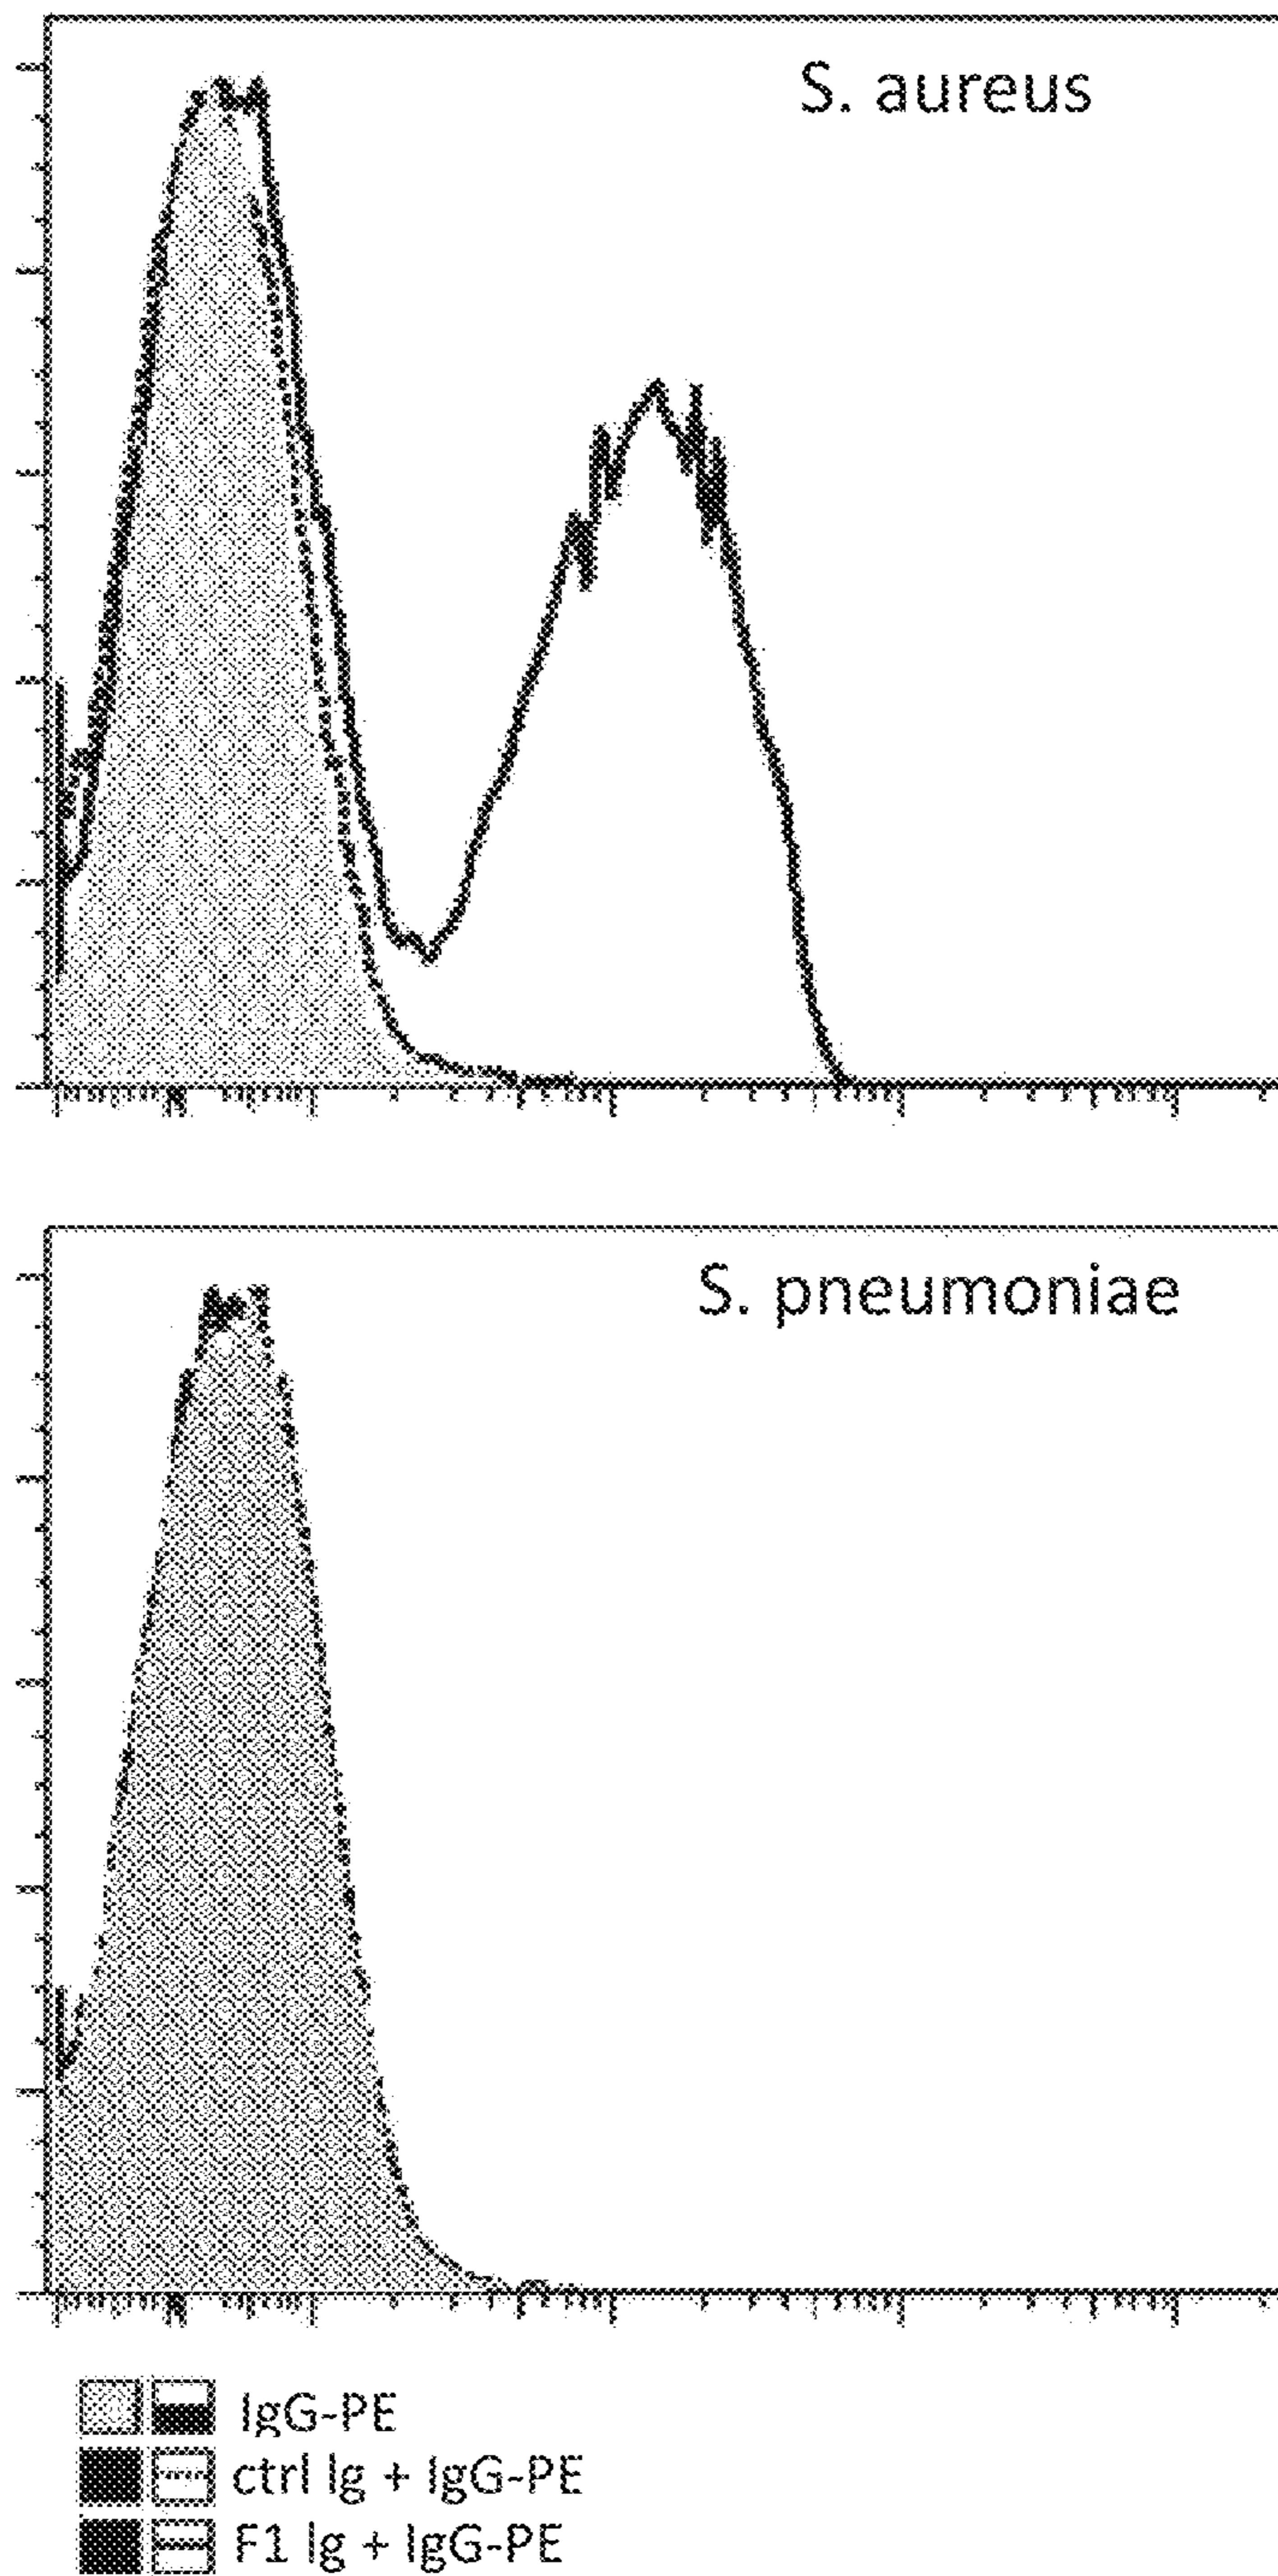 S. aureus
S. pneumoniae
IgG-PE
ctrl Ig + IgG-PE
F1 Ig + IgG-PE